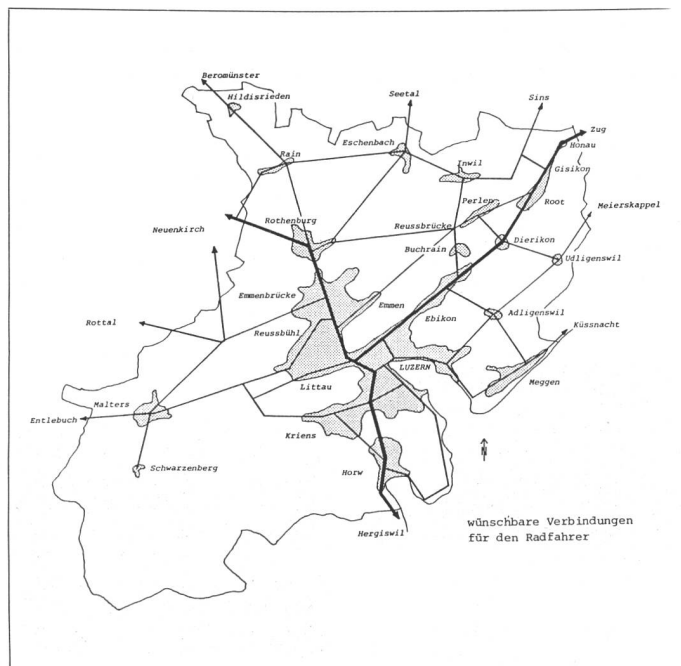 Beromünster
Hildisrieden
Seetal
Sins
Zug
Honau
Eschenbach
Rain
Inwil
Gisikon
Perlen
Root
Meierskappel
Rothenburg
Reussbrücke
Neuenkirch
Dierikon
Buchrain
Udligenswil
Emmenbrücke
Emmen
Rottal
Reussbühl
Ebikon
Adligenswil
Küssnacht
LUZERN
Littau
Meggen
Malters
Entlebuch
Kriens
N
Schwarzenberg
Horw
wünschbare Verbindungen
für den Radfahrer
Hergiswil